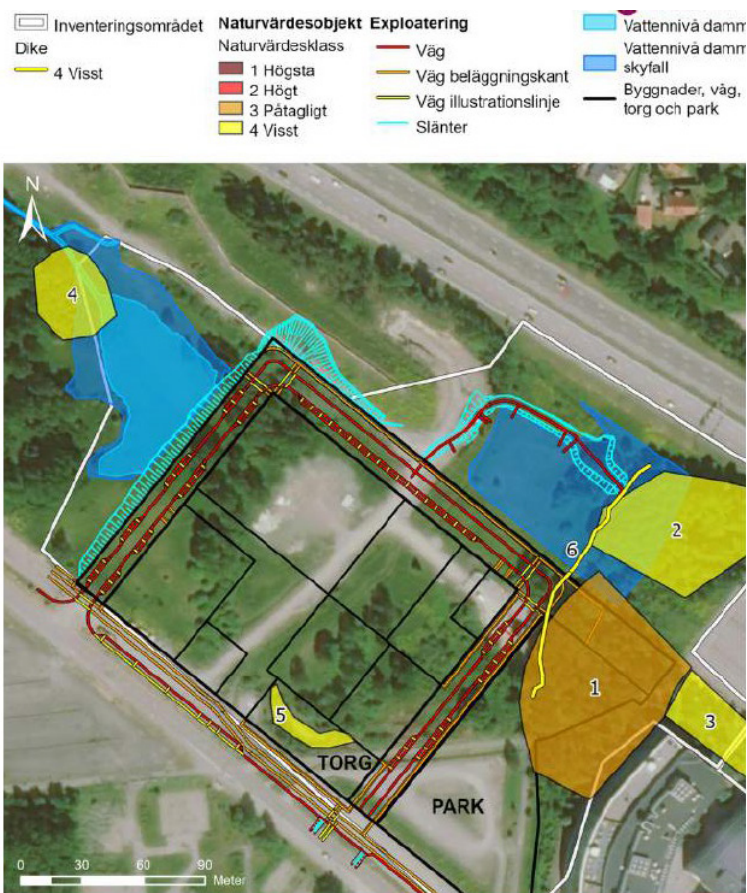 Inventeringsområdet
Dike
4 Visst
Naturvärdesobjekt
Naturvärdesklass
1 Högsta
2 Högt
3 Påtagligt
4 Visst
Exploatering
Väg
Väg beläggningskant
Väg illustrationslinje
Slänter
Vattennivå damm
Vattennivå damm
skyfall
Byggnader, väg,
torg och park
N
4
2
6
1
3
5
TORG
PARK
0 30 60 90
Meter